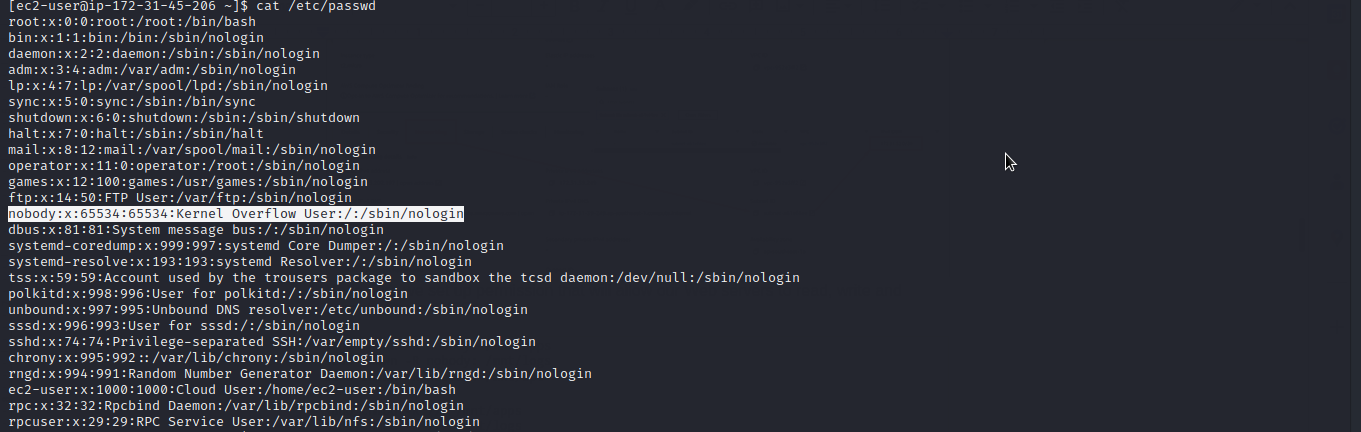 [ec2-user@ip-172-31-45-206 ~]$ cat /etc/passwd
root:x:0:0:root:/root:/bin/bash
bin:x:1:1:bin:/bin:/sbin/nologin
daemon:x:2:2:daemon:/sbin:/sbin/nologin
adm:x:3:4:adm:/var/adm:/sbin/nologin
lp:x:4:7:lp:/var/spool/lpd:/sbin/nologin
sync:x:5:0:sync:/sbin:/bin/sync
shutdown:x:6:0:shutdown:/sbin:/sbin/shutdown
halt:x:7:0:halt:/sbin:/sbin/halt
mail:x:8:12:mail:/var/spool/mail:/sbin/nologin
operator:x:11:0:operator:/root:/sbin/nologin
games:x:12:100:games:/usr/games:/sbin/nologin
ftp:x:14:50:FTP User:/var/ftp:/sbin/nologin
nobody:x:65534:65534:Kernel Overflow User:/:/sbin/nologin
dbus:x:81:81:System message bus:/:/sbin/nologin
systemd-coredump:x:999:997:systemd Core Dumper:/:/sbin/nologin
systemd-resolve:x:193:193:systemd Resolver:/:/sbin/nologin
tss:x:59:59:Account used by the trousers package to sandbox the tcsd daemon:/dev/null:/sbin/nologin
polkitd:x:998:996:User for polkitd:/:/sbin/nologin
unbound:x:997:995:Unbound DNS resolver:/etc/unbound:/sbin/nologin
sssd:x:996:993:User for sssd:/:/sbin/nologin
sshd:x:74:74:Privilege-separated SSH:/var/empty/sshd:/sbin/nologin
chrony:x:995:992::/var/lib/chrony:/sbin/nologin
rngd:x:994:991:Random Number Generator Daemon:/var/lib/rngd:/sbin/nologin
ec2-user:x:1000:1000:Cloud User:/home/ec2-user:/bin/bash
rpc:x:32:32:Rpcbind Daemon:/var/lib/rpcbind:/sbin/nologin
rpcuser:x:29:29:RPC Service User:/var/lib/nfs:/sbin/nologin